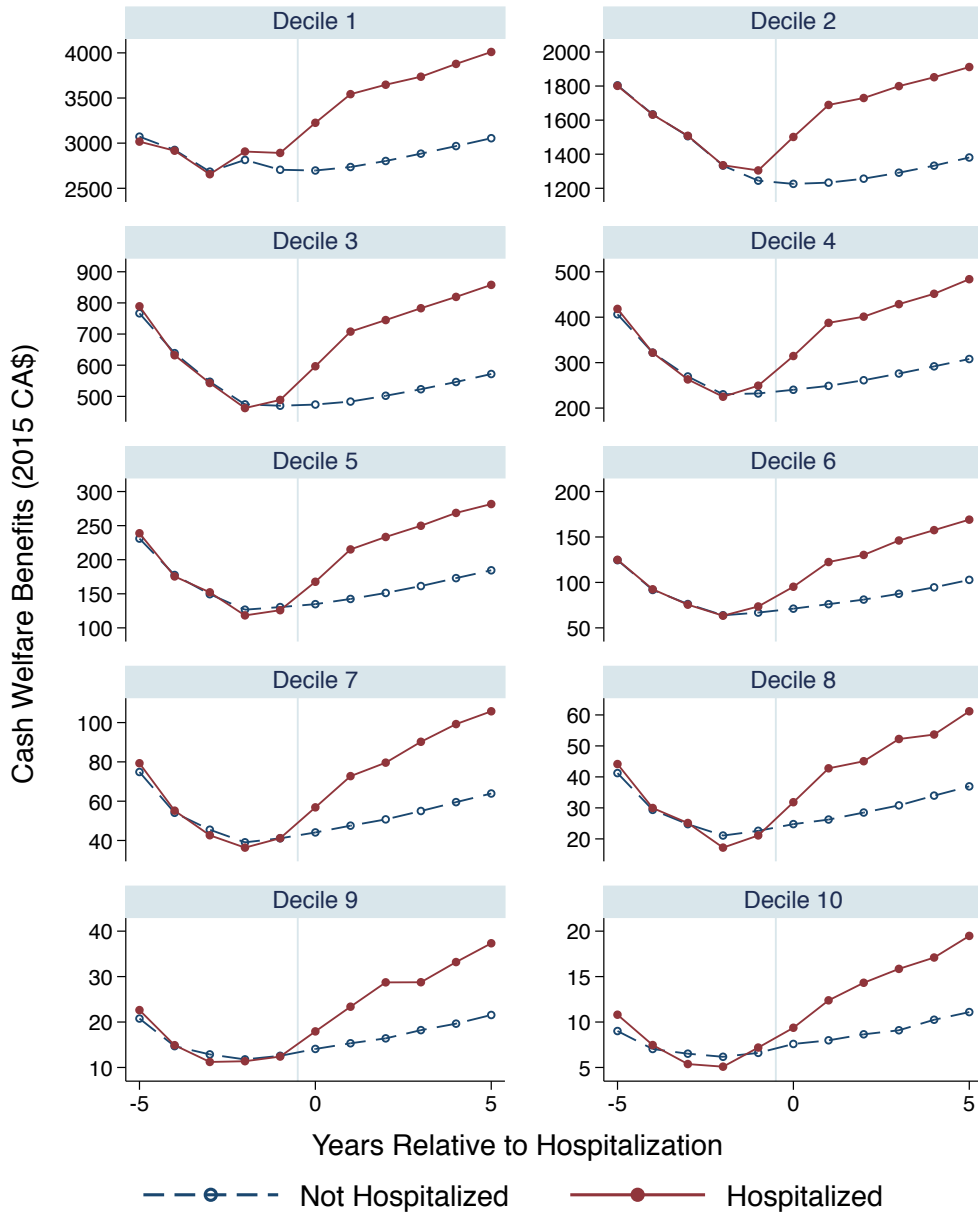 Decile 1
Decile 2
4000
3500
3000
2500
2000
1800
1600
1400
1200
Decile 3
Decile 4
900
800
700
600
500
500
400
300
200
Cash Welfare Benefits (2015 CA$)
Decile 5
Decile 6
300
250
200
150
100
200
150
100
50
Decile 7
Decile 8
100
80
60
40
60
50
40
30
20
Decile 9
Decile 10
40
30
20
10
20
15
10
5
-5 0 5
-5 0 5
Years Relative to Hospitalization
Not Hospitalized
Hospitalized